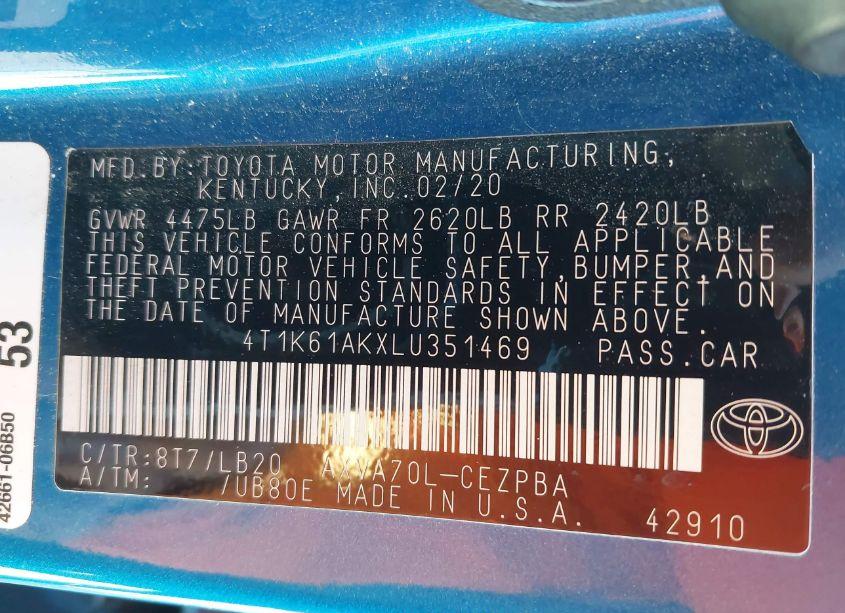 MFD.BY:TOYOTA MOTOR MANUFACTURING,
KENTUCKY,INC.02/20
GVWR 4475LB GAWR FR 2620LB RR 2420LB
THIS VEHICLE CONFORMS TO ALL APPLICABLE
FEDERAL MOTOR VEHICLE SAFETY,BUMPER,AND
THEFT PREVENTION STANDARDS IN EFFECT ON
THE DATE OF MANUFACTURE SHOWN ABOVE.
4T1K61AKXLU351469 PASS.CAR
C/TR:8T7/LB20 AXVA70L-CEZPBA
A/TM: /UB80E MADE IN U.S.A. 42910
53
42661-06B50